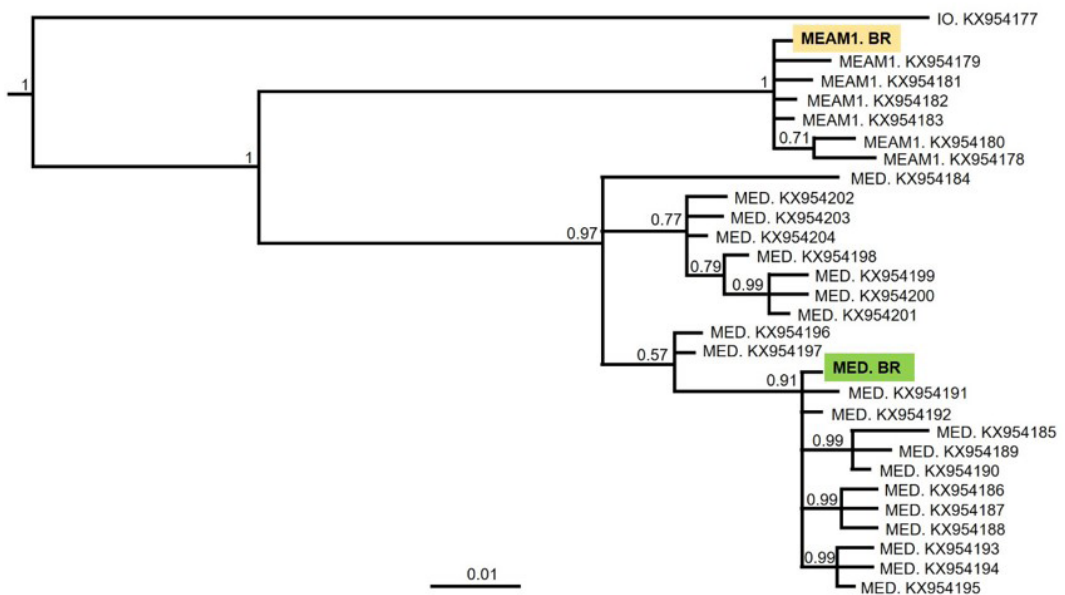 IO. KX954177
MEAM1. BR
MEAM1. KX954179
1
1
MEAM1. KX954181
MEAM1. KX954182
MEAM1. KX954183
0.71
MEAM1. KX954180
MEAM1. KX954178
1
MED. KX954184
MED. KX954202
0.77
MED. KX954203
0.97
MED. KX954204
MED. KX954198
0.79
MED. KX954199
0.99
MED. KX954200
MED. KX954201
MED. KX954196
0.57
MED. KX954197
MED. BR
0.91
MED. KX954191
MED. KX954192
MED. KX954185
0.99
MED. KX954189
MED. KX954190
MED. KX954186
0.99
MED. KX954187
MED. KX954188
MED. KX954193
0.99
MED. KX954194
0.01
MED. KX954195